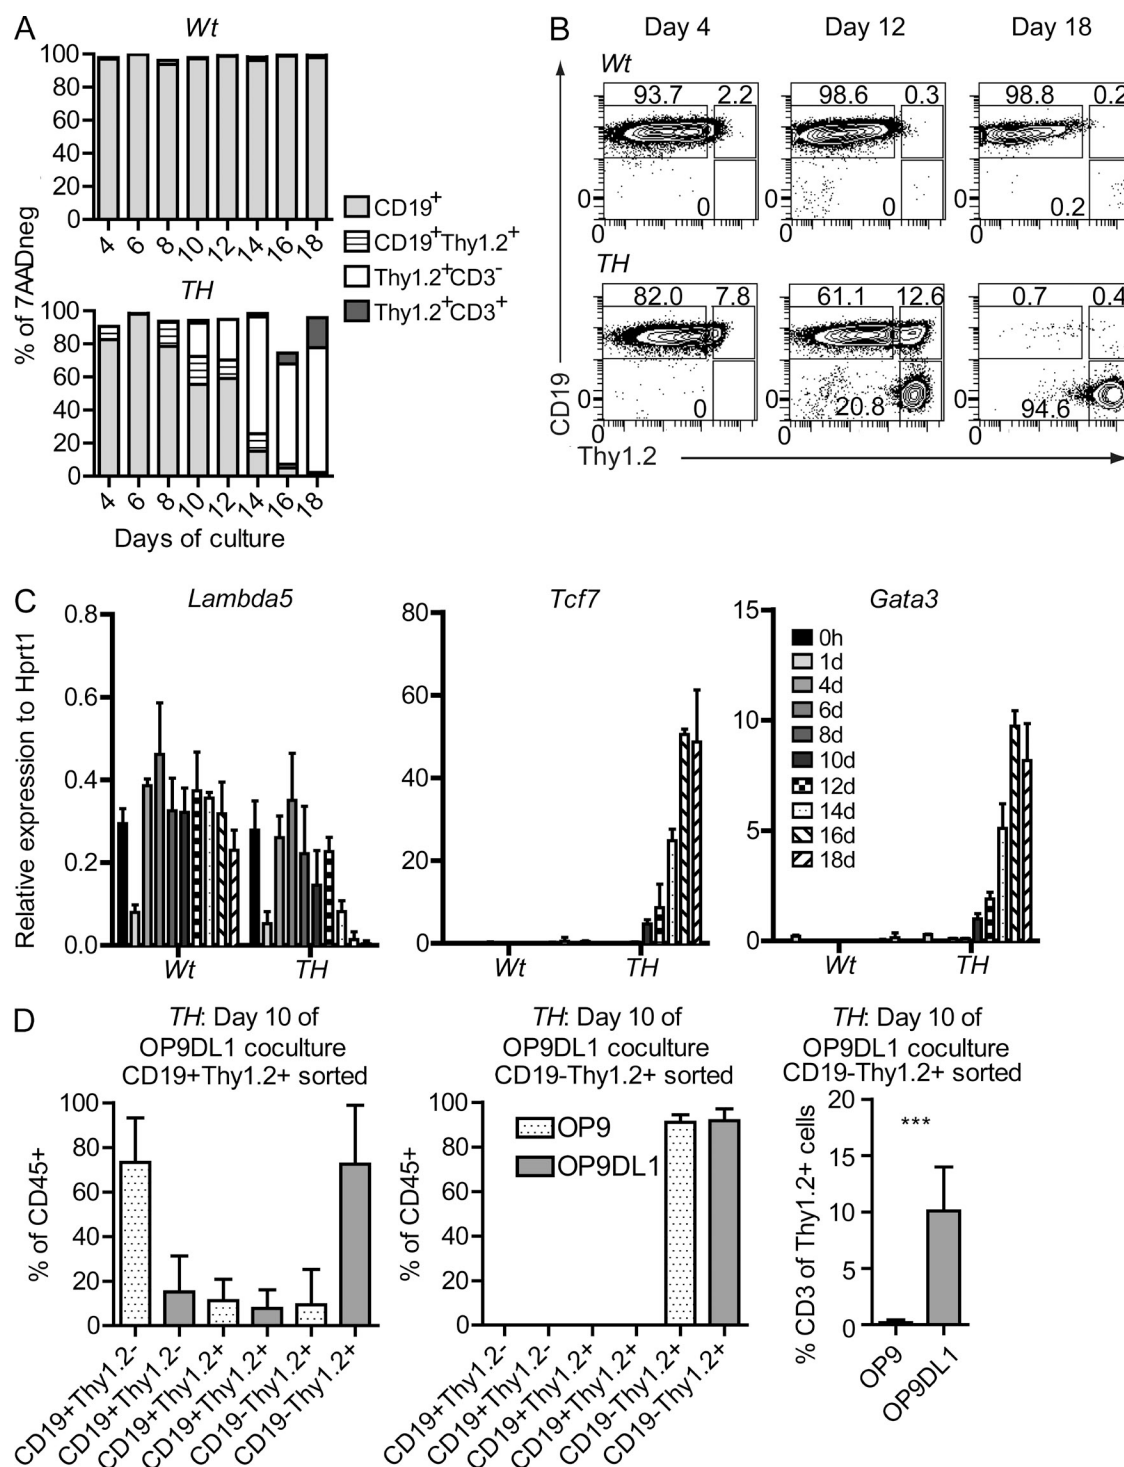 A
Wt
100
80
60
40
20
0
4 6 8 10 12 14 16 18
TH
100
80
60
40
20
0
4 6 8 10 12 14 16 18
% of 7AADneg
Days of culture
CD19+
CD19+Thy1.2+
Thy1.2+CD3-
Thy1.2+CD3+
B
Day 4 Day 12 Day 18
Wt
93.7 2.2 98.6 0.3 98.8 0.2
0 0 0 0 0.2 0
0 0 0
TH
82.0 7.8 61.1 12.6 0.7 0.4
0 0 0 20.8 0 94.6
0 0 0
CD19
Thy1.2
C
Lambda5 Tcf7 Gata3
Relative expression to Hprt1
0.8
0.6
0.4
0.2
0.0
Wt TH
80
60
40
20
0
Wt TH
15
10
5
0
Wt TH
0h
1d
4d
6d
8d
10d
12d
14d
16d
18d
D
TH: Day 10 of
OP9DL1 coculture
CD19+Thy1.2+ sorted
% of CD45+
100
80
60
40
20
0
CD19+Thy1.2-
CD19+Thy1.2-
CD19+Thy1.2+
CD19+Thy1.2+
CD19-Thy1.2+
CD19-Thy1.2+
TH: Day 10 of
OP9DL1 coculture
CD19-Thy1.2+ sorted
% of CD45+
100
80
60
40
20
0
OP9
OP9DL1
CD19+Thy1.2-
CD19+Thy1.2-
CD19+Thy1.2+
CD19+Thy1.2+
CD19-Thy1.2+
CD19-Thy1.2+
TH: Day 10 of
OP9DL1 coculture
CD19-Thy1.2+ sorted
% CD3 of Thy1.2+ cells
20
15
10
5
0
***
OP9
OP9DL1